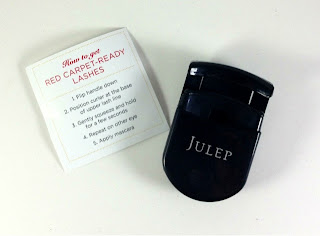 How to get
RED CARPET-READY
LASHES
1. Flip handle down
2. Position curler at the base
of upper lash line
3. Gently squeeze and hold
for a few seconds
4. Repeat on other eye
5. Apply mascara
JULEP